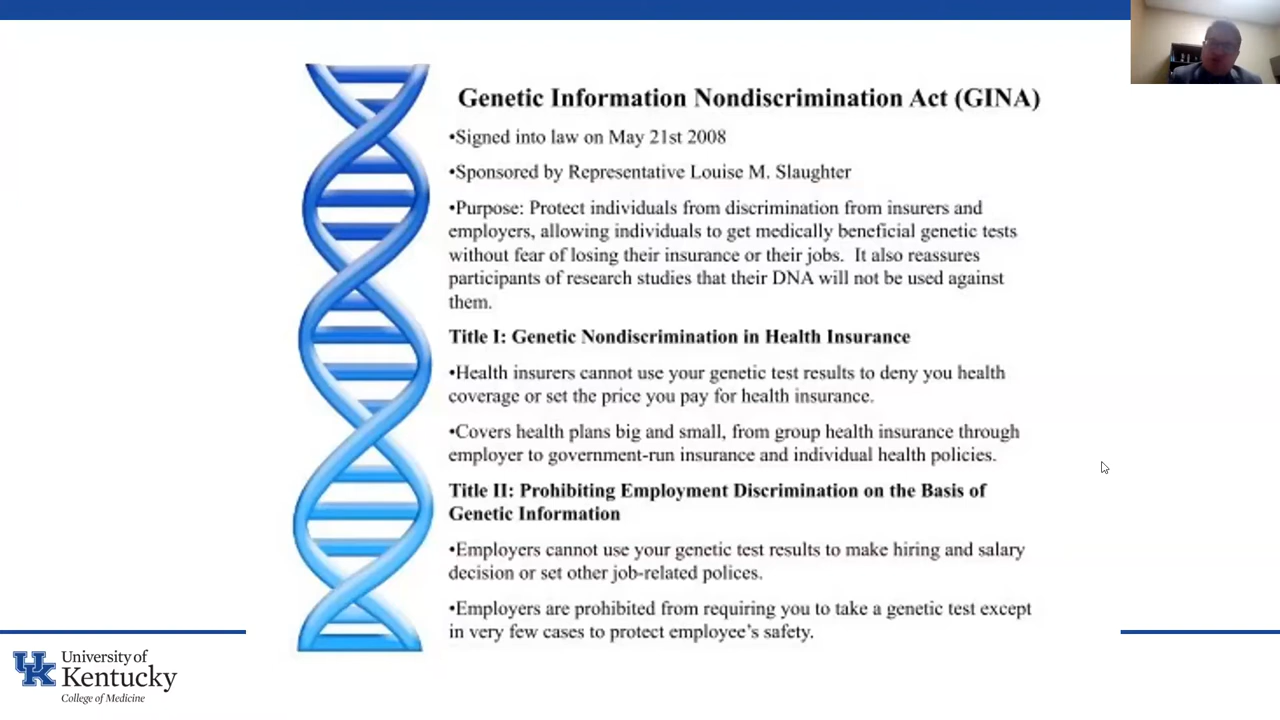 Genetic Information Nondiscrimination Act (GINA)
•Signed into law on May 21st 2008
•Sponsored by Representative Louise M. Slaughter
•Purpose: Protect individuals from discrimination from insurers and
employers, allowing individuals to get medically beneficial genetic tests
without fear of losing their insurance or their jobs.  It also reassures
participants of research studies that their DNA will not be used against
them.
Title I: Genetic Nondiscrimination in Health Insurance
•Health insurers cannot use your genetic test results to deny you health
coverage or set the price you pay for health insurance.
•Covers health plans big and small, from group health insurance through
employer to government-run insurance and individual health policies.
Title II: Prohibiting Employment Discrimination on the Basis of
Genetic Information
•Employers cannot use your genetic test results to make hiring and salary
decision or set other job-related polices.
•Employers are prohibited from requiring you to take a genetic test except
in very few cases to protect employee's safety.
UK
University of
Kentucky
College of Medicine